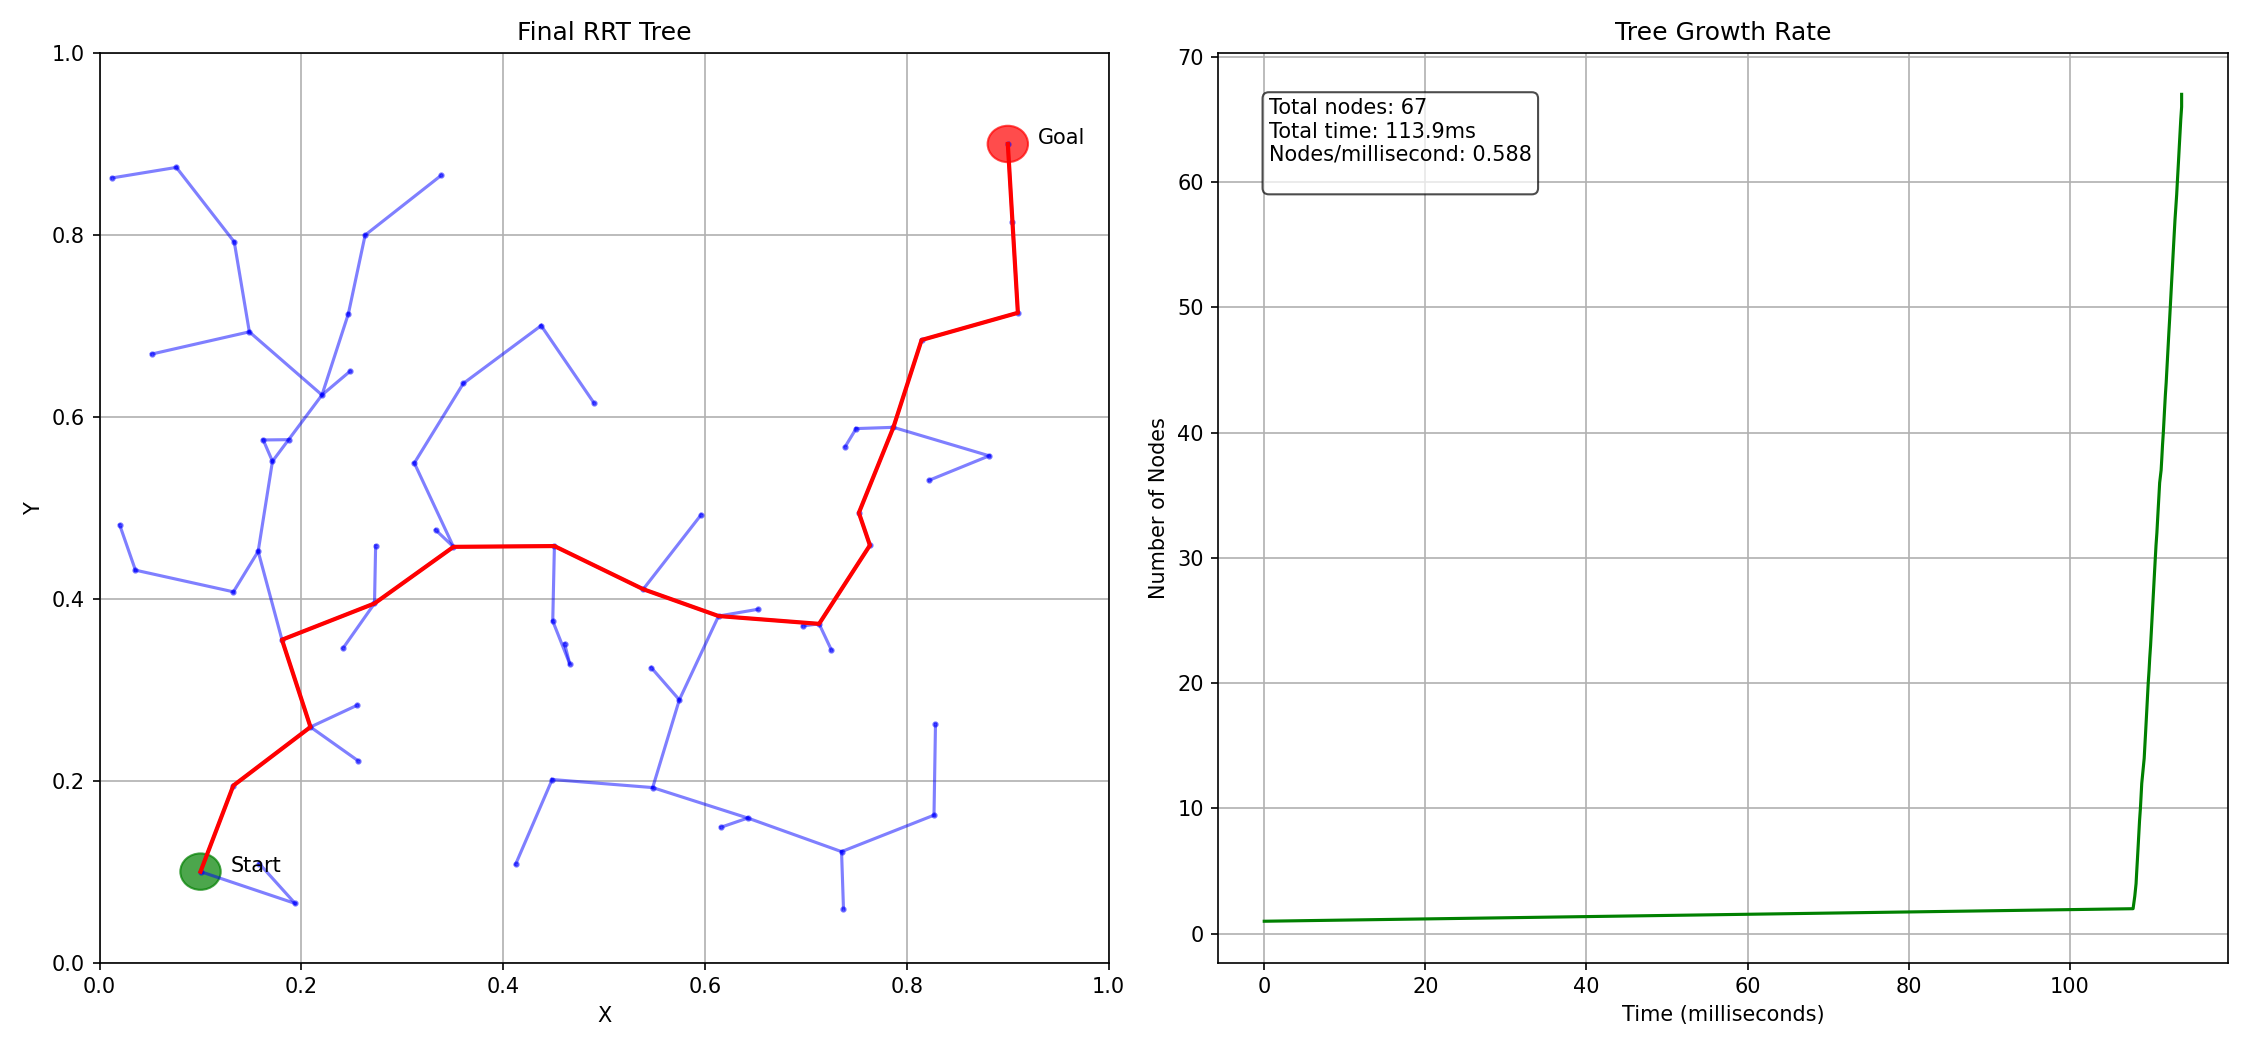 Final RRT Tree
1.0
0.8
0.6
0.4
0.2
0.0
Y
Goal
Start
0.0 0.2 0.4 0.6 0.8 1.0
X
Tree Growth Rate
70
60
50
40
30
20
10
0
Number of Nodes
Total nodes: 67
Total time: 113.9ms
Nodes/millisecond: 0.588
0 20 40 60 80 100
Time (milliseconds)